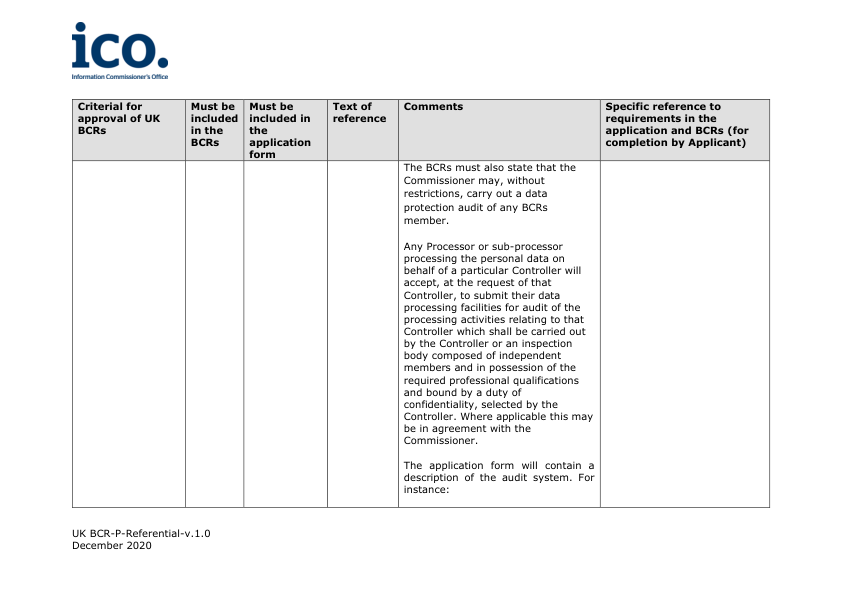 ico.
Information Commissioner's Office
Criterial for
approval of UK
BCRs
Must be
included
in the
BCRs
Must be
included in
the
application
form
Text of
reference
Comments
Specific reference to
requirements in the
application and BCRs (for
completion by Applicant)
The BCRs must also state that the
Commissioner may, without
restrictions, carry out a data
protection audit of any BCRs
member.
Any Processor or sub-processor
processing the personal data on
behalf of a particular Controller will
accept, at the request of that
Controller, to submit their data
processing facilities for audit of the
processing activities relating to that
Controller which shall be carried out
by the Controller or an inspection
body composed of independent
members and in possession of the
required professional qualifications
and bound by a duty of
confidentiality, selected by the
Controller. Where applicable this may
be in agreement with the
Commissioner.
The application form will contain a
description of the audit system. For
instance:
UK BCR-P-Referential-v.1.0
December 2020